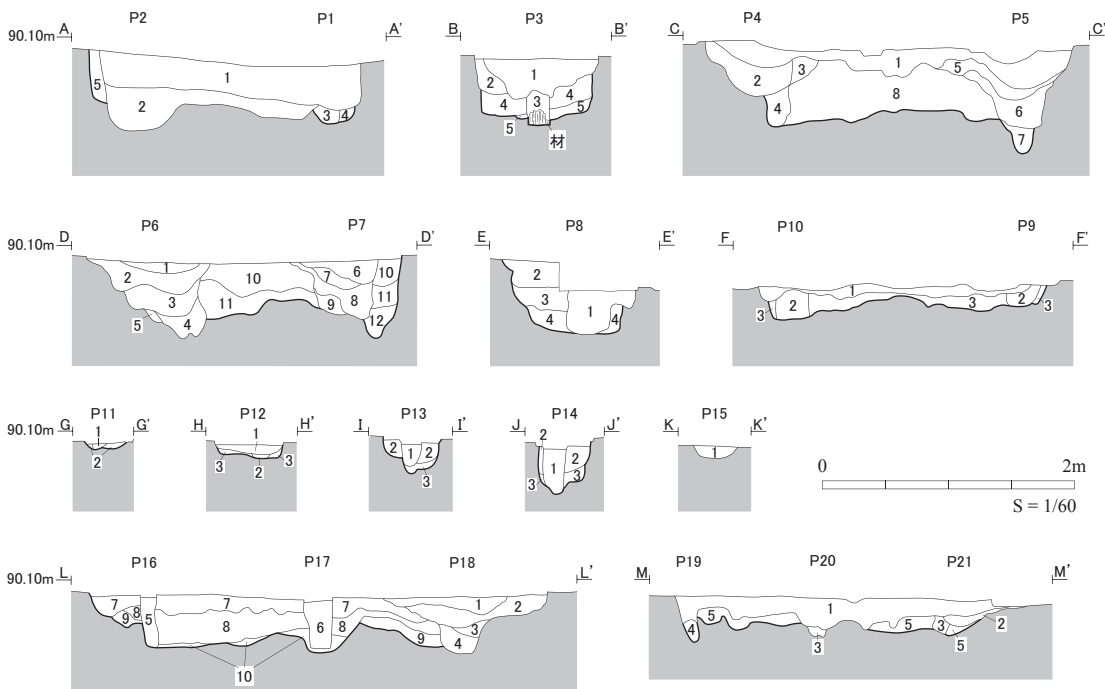 P2 P1
A A'
90.10m
1 5 2 3 4
P3
B B'
2 1 4 3 4 5 5
材
P4 P5
C C'
1 2 3 5 4 8 6 7
P6 P7
D D'
90.10m
1 2 10 7 6 10 3 11 9 8 11 5 4 12
P8
E E'
2 3 4 1 4
P10 P9
F F'
1 2 3 3 2 3
P11
G G'
90.10m
1
2
P12
H H'
1
3 2 3
P13
I I'
2 1 2
3
P14
J J'
2
1 2
3 3
P15
K K'
1
0 2m
S = 1/60
P16 P17 P18
L L'
90.10m
7 8 9 5 7 8 6 7 8 1 2 3 9 4
10
P19 P20 P21
M M'
1 5 4 3 5 3 2 5